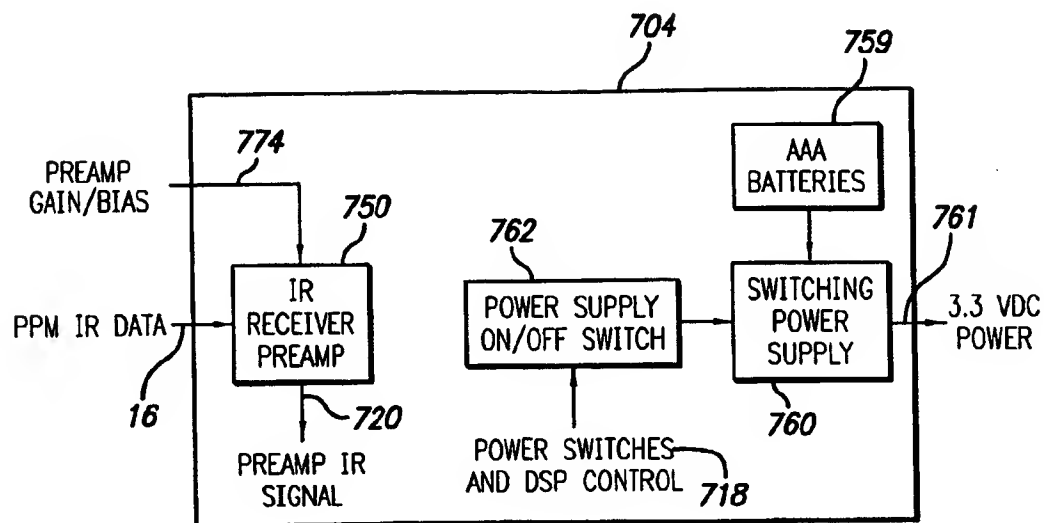 704
759
774
PREAMP
GAIN/BIAS
AAA
BATTERIES
750
762
761
IR
RECEIVER
PREAMP
POWER SUPPLY
ON/OFF SWITCH
SWITCHING
POWER
SUPPLY
3.3 VDC
POWER
PPM IR DATA
16
720
760
PREAMP IR
SIGNAL
POWER SWITCHES
AND DSP CONTROL
718